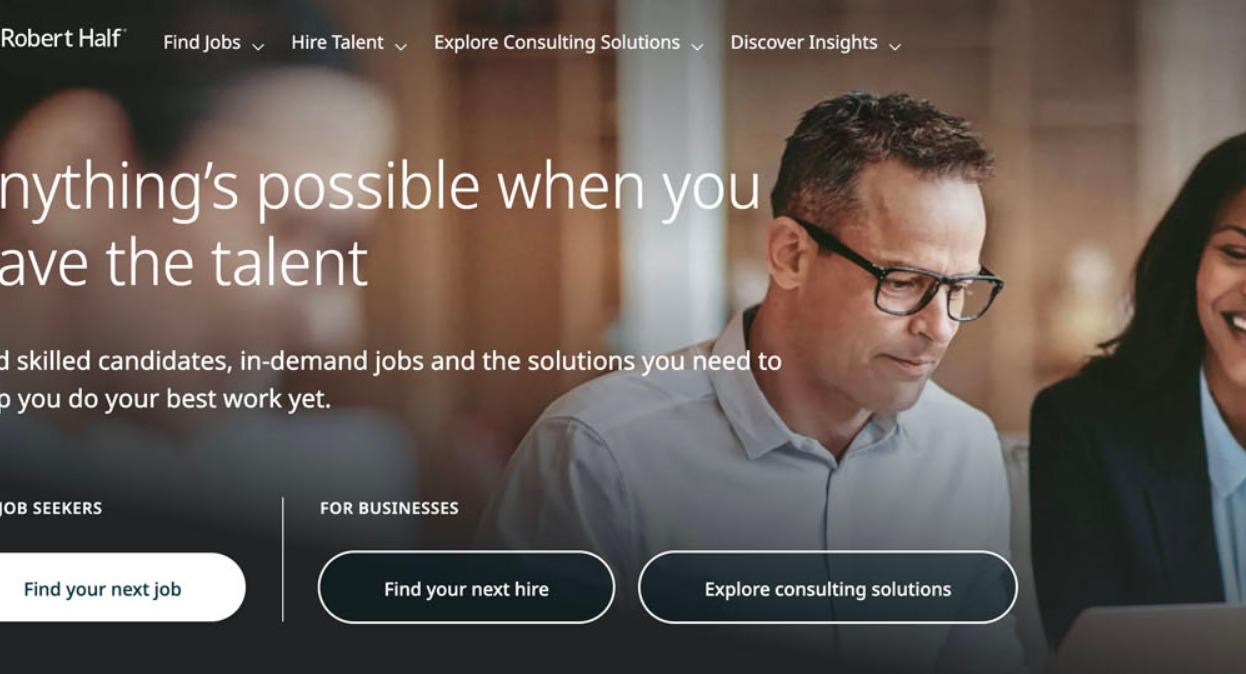 Robert Half
Find Jobs
Hire Talent
Explore Consulting Solutions
Discover Insights
nything's possible when you
ave the talent
d skilled candidates, in-demand jobs and the solutions you need to
p you do your best work yet.
JOB SEEKERS
Find your next job
FOR BUSINESSES
Find your next hire
Explore consulting solutions